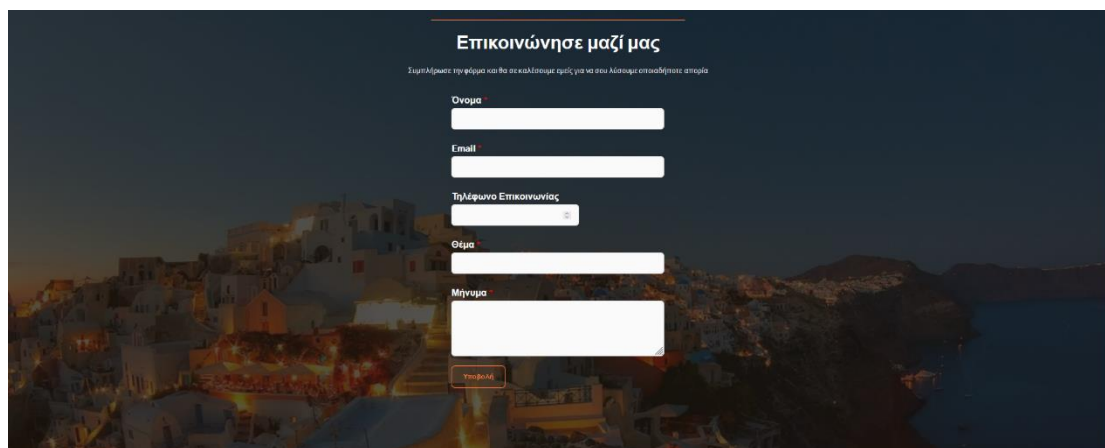 Επικοινώνησε μαζί μας
Συμπλήρωσε την φόρμα και θα σε καλέσουμε εμείς για να σου λύσουμε οποιαδήποτε απορία
Όνομα *
Email *
Τηλέφωνο Επικοινωνίας
Θέμα *
Μήνυμα *
Υποβολή